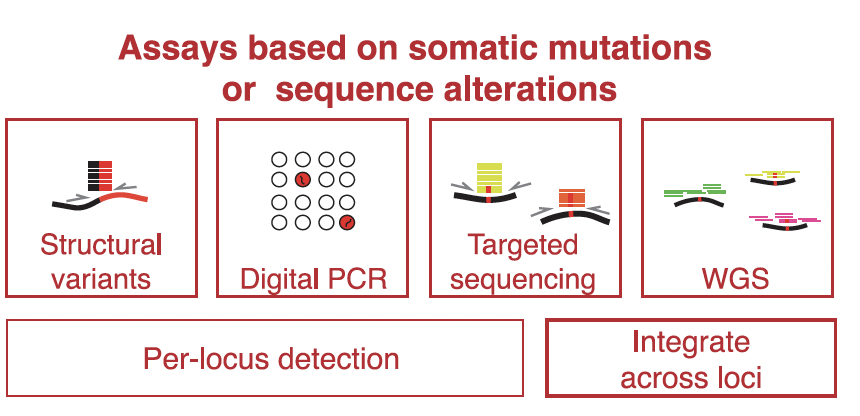 Assays based on somatic mutations
or sequence alterations
Structural
variants
Digital PCR
Targeted
sequencing
WGS
Per-locus detection
Integrate
across loci